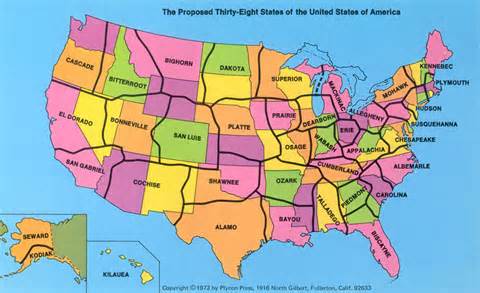 The Proposed Thirty-Eight States of the United States of America
CASCADE
BIGHORN
BITTERROOT
DAKOTA
SUPERIOR
KENNEBEC
PLYMOUTH
MOHAWK
MACKINAC
HUDSON
ALLEGHENY
SUSQUEHANNA
DEARBORN
PRAIRIE
EL DORADO
BONNEVILLE
SAN LUIS
PLATTE
ERIE
CHESAPEAKE
WABASH
OSAGE
APPALACHIA
ALBEMARLE
CUMBERLAND
SAN GABRIEL
COCHISE
SHAWNEE
OZARK
CAROLINA
PIEDMONT
TALLADEGO
BAYOU
ALAMO
BISCAYNE
SEWARD
KODIAK
KILAUEA
Copyright ©1973 by Plycon Press, 1916 North Gilbert, Fullerton, Calif. 92633